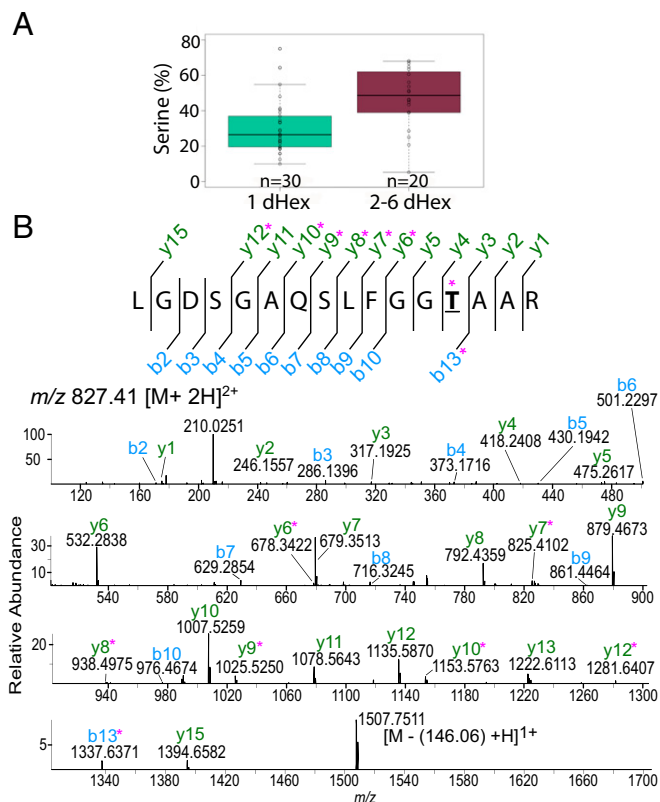 A
80
60
40
20
0
Serine (%)
n=30
n=20
1 dHex
2-6 dHex
B
y15 y12* y11 y10* y9* y8* y7* y6* y5 y4 y3 y2 y1
*
L G D S G A Q S L F G G T A A R
b2 b3 b4 b5 b6 b7 b8 b9 b10 b13*
m/z 827.41 [M+ 2H]2+
Relative Abundance
100
50
b2
y1
210.0251
y2
246.1557
b3
286.1396
y3
317.1925
b4
373.1716
y4
418.2408
b5
430.1942
y5
475.2617
b6
501.2297
120 160 200 240 280 320 360 400 440 480
30
10
y6
532.2838
b7
629.2854
y6*
678.3422
y7
679.3513
b8
716.3245
y8
792.4359
y7*
825.4102
b9
861.4464
y9
879.4673
540 580 620 660 700 740 780 820 860 900
20
y8*
938.4975
b10
976.4674
y10
1007.5259
y9*
1025.5250
y11
1078.5643
y12
1135.5870
y10*
1153.5763
y13
1222.6113
y12*
1281.6407
940 980 1020 1060 1100 1140 1180 1220 1260 1300
5
b13*
1337.6371
y15
1394.6582
1507.7511
[M - (146.06) +H]1+
1340 1380 1420 1460 1500 1540 1580 1620 1660 1700
m/z